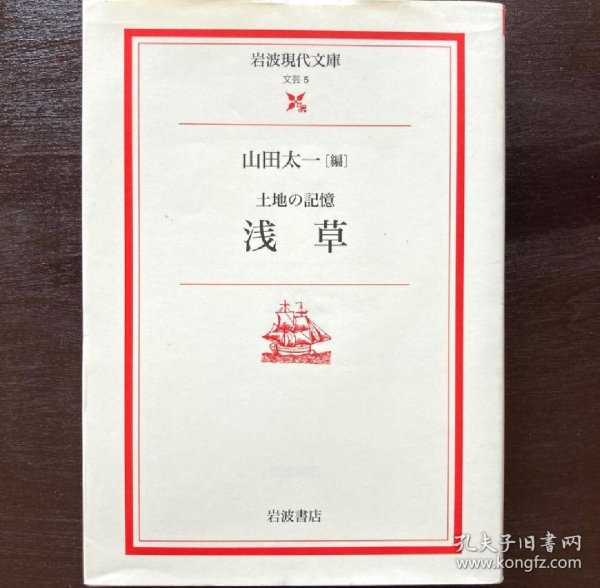 岩波現代文庫
文芸 5
山田太一［編］
土地の記憶
浅草
岩波書店
孔夫子旧书网
www.kongfz.com